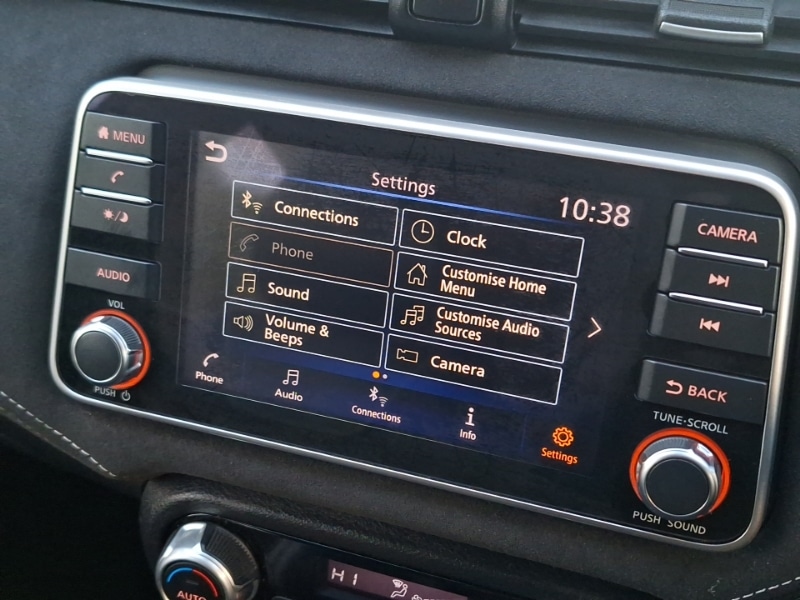 MENU
CAMERA
AUDIO
VOL
PUSH
BACK
TUNE·SCROLL
PUSH SOUND
Settings
10:38
Connections
Clock
Phone
Customise Home
Menu
Sound
Customise Audio
Sources
Volume &
Beeps
Camera
Phone
Audio
Connections
Info
Settings
AUTO
HI